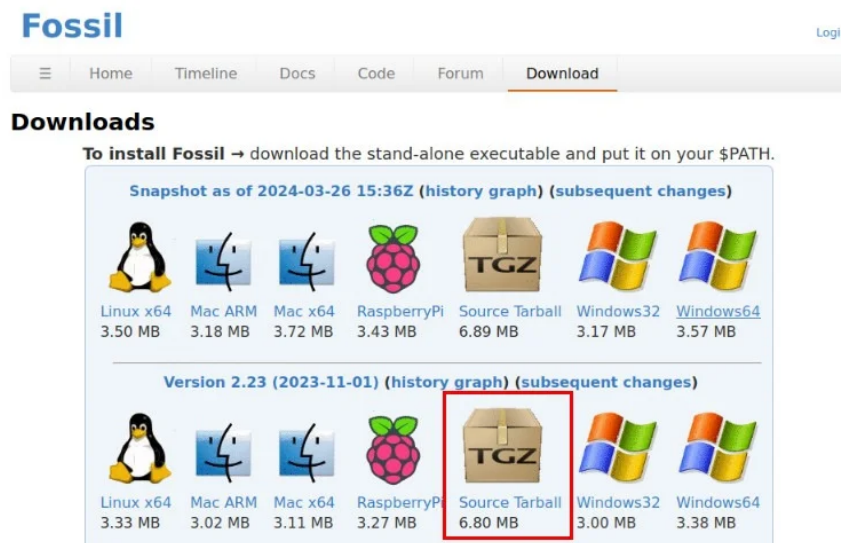 Fossil
Logi
☰ Home Timeline Docs Code Forum Download
Downloads
To install Fossil → download the stand-alone executable and put it on your $PATH.
Snapshot as of 2024-03-26 15:36Z (history graph) (subsequent changes)
TGZ
Linux x64 Mac ARM Mac x64 RaspberryPi Source Tarball Windows32 Windows64
3.50 MB 3.18 MB 3.72 MB 3.43 MB 6.89 MB 3.17 MB 3.57 MB
Version 2.23 (2023-11-01) (history graph) (subsequent changes)
TGZ
Linux x64 Mac ARM Mac x64 RaspberryPi Source Tarball Windows32 Windows64
3.33 MB 3.02 MB 3.11 MB 3.27 MB 6.80 MB 3.00 MB 3.38 MB